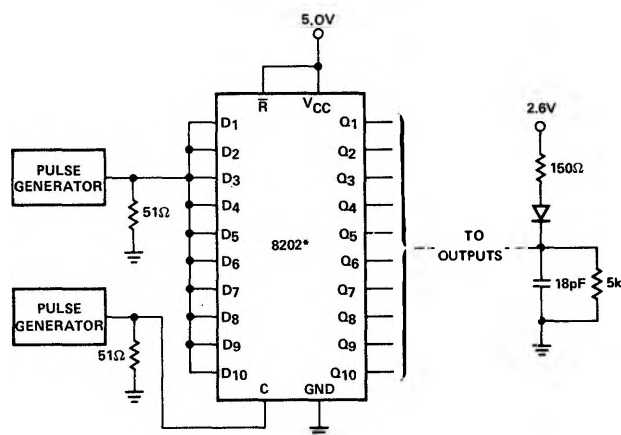 5.0V
R̅ VCC
D1 Q1
D2 Q2
D3 Q3
D4 Q4
D5 Q5
D6 Q6
D7 Q7
D8 Q8
D9 Q9
D10 Q10
C GND
8202*
PULSE
GENERATOR
51Ω
PULSE
GENERATOR
51Ω
TO
OUTPUTS
2.6V
150Ω
18pF
5k